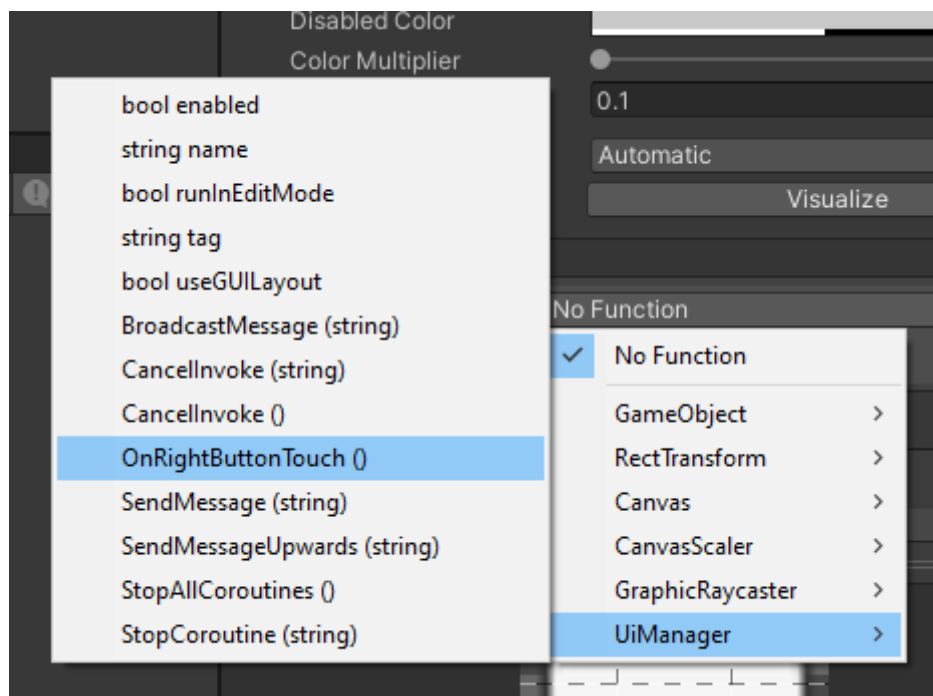 Disabled Color
Color Multiplier
0.1
Automatic
Visualize
No Function
bool enabled
string name
bool runInEditMode
string tag
bool useGUILayout
BroadcastMessage (string)
CancelInvoke (string)
CancelInvoke ()
OnRightButtonTouch ()
SendMessage (string)
SendMessageUpwards (string)
StopAllCoroutines ()
StopCoroutine (string)
No Function
GameObject
RectTransform
Canvas
CanvasScaler
GraphicRaycaster
UiManager